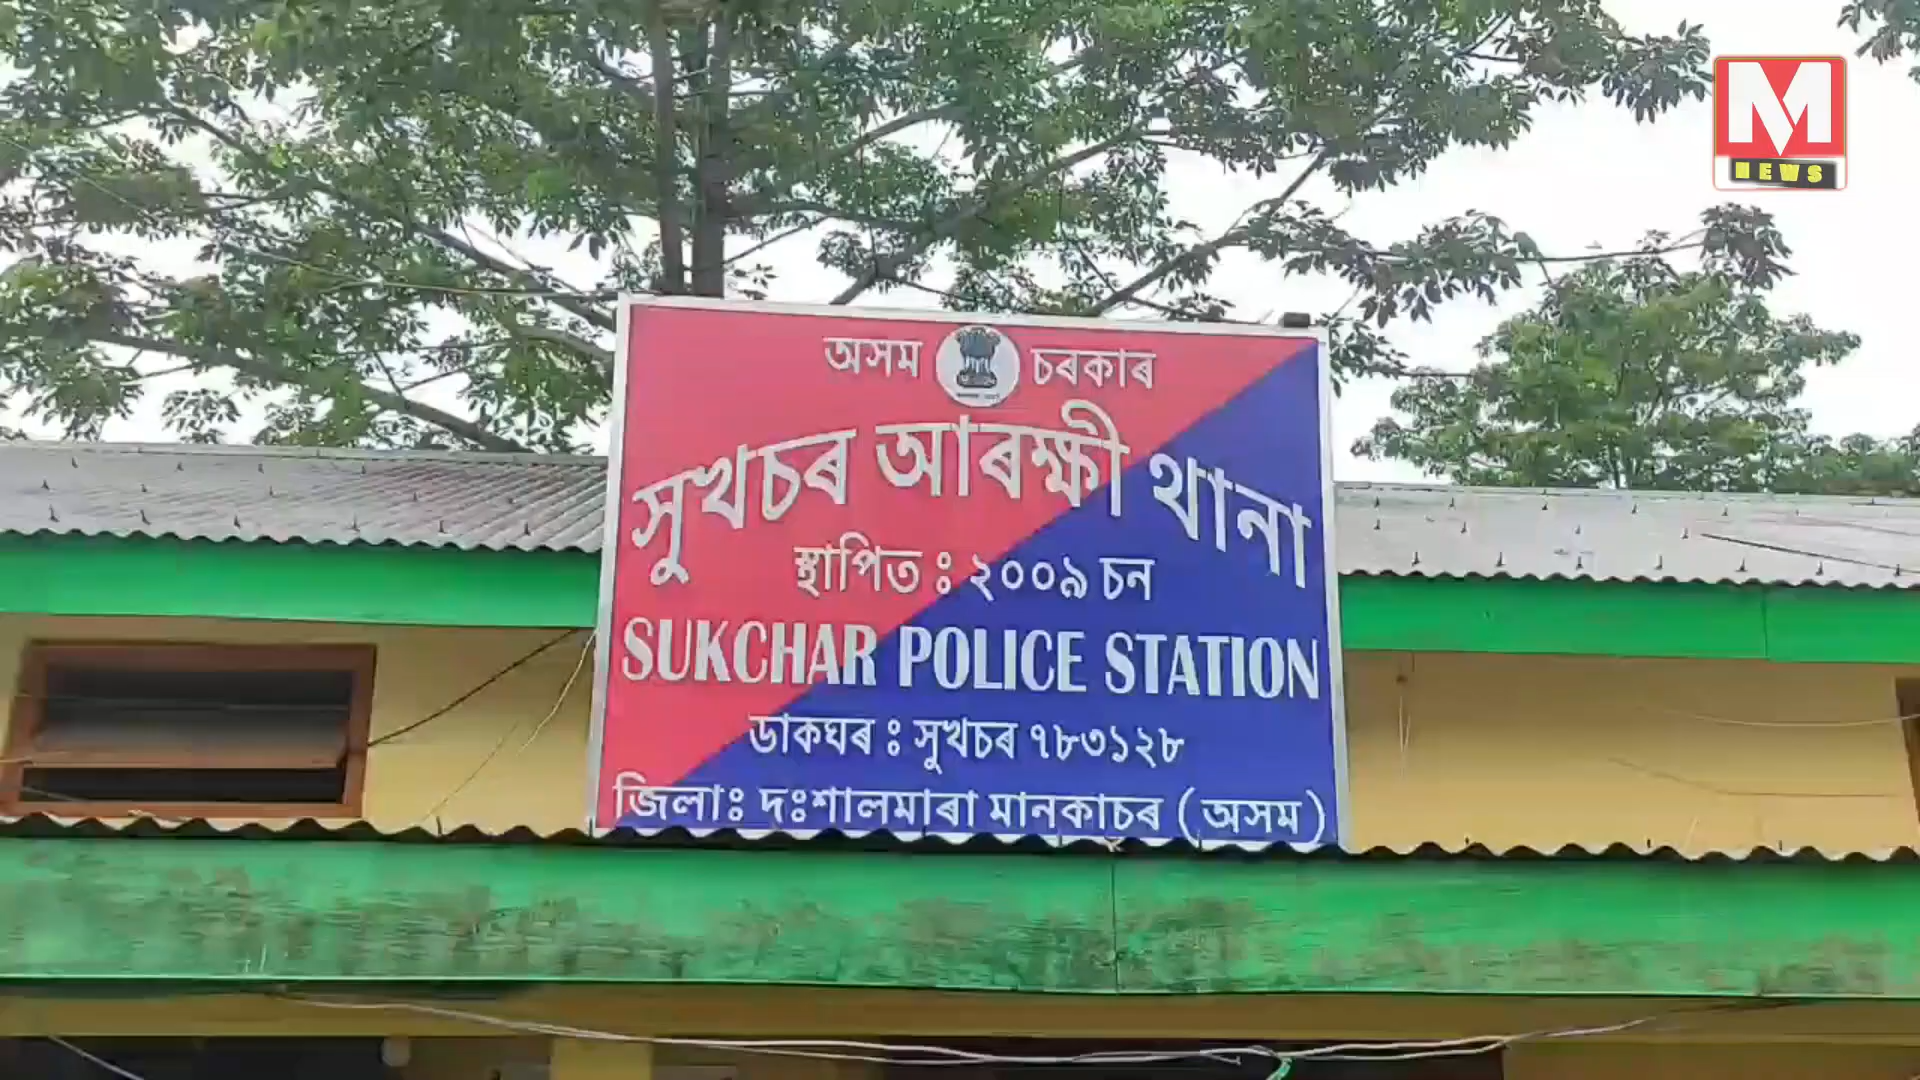 M
NEWS
অসম চৰকাৰ
সুখচৰ আৰক্ষী থানা
স্থাপিত : ২০০৯ চন
SUKCHAR POLICE STATION
ডাকঘৰ : সুখচৰ ৭৮৩১২৮
জিলাঃ দঃশালমাৰা মানকাচৰ (অসম)